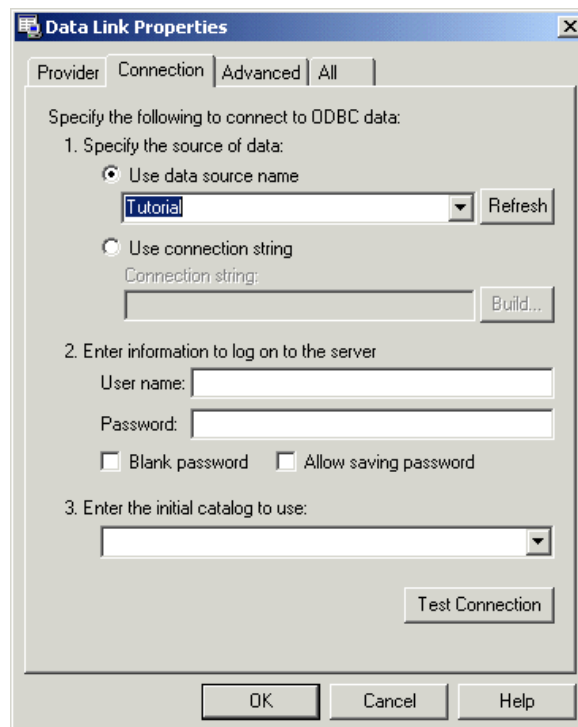 Data Link Properties
Provider Connection Advanced All
Specify the following to connect to ODBC data:
1. Specify the source of data:
Use data source name
Tutorial Refresh
Use connection string
Connection string:
Build...
2. Enter information to log on to the server
User name:
Password:
Blank password Allow saving password
3. Enter the initial catalog to use:
Test Connection
OK Cancel Help